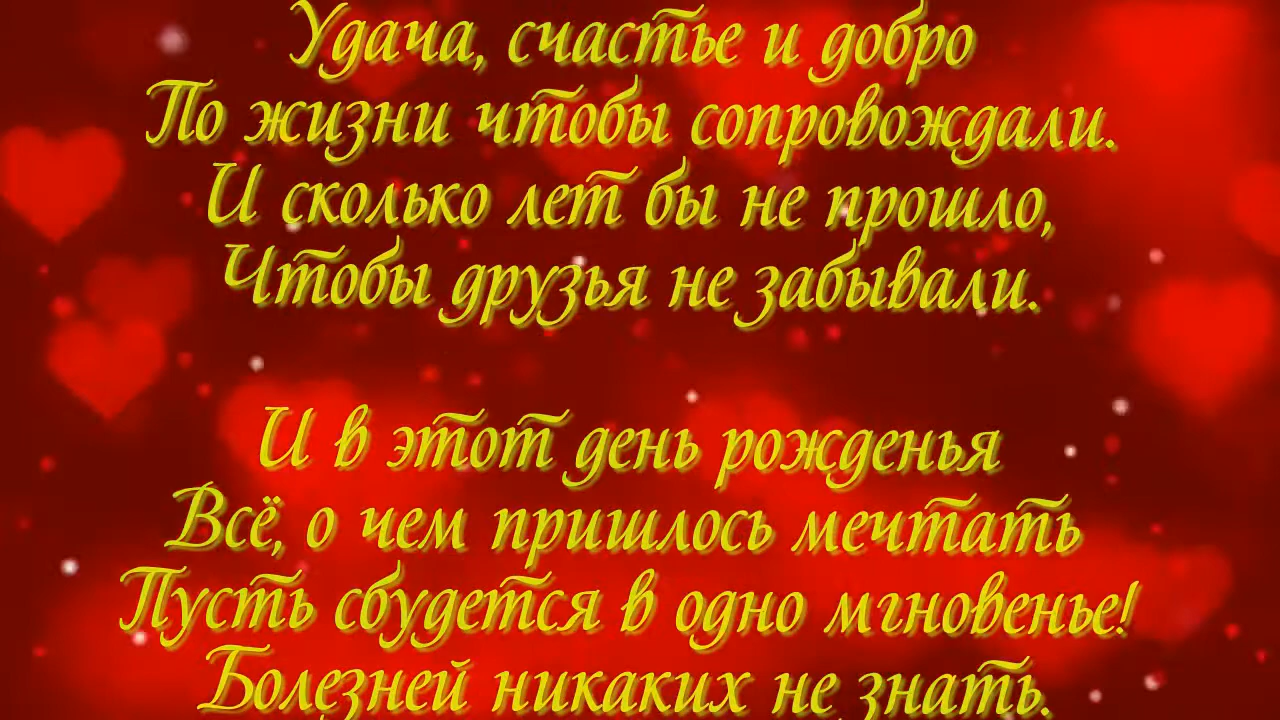 Удача, счастье и добро
По жизни чтобы сопровождали.
И сколько лет бы не прошло,
Чтобы друзья не забывали.
И в этот день рожденья
Всё, о чем пришлось мечтать
Пусть сбудется в одно мгновенье!
Болезней никаких не знать.